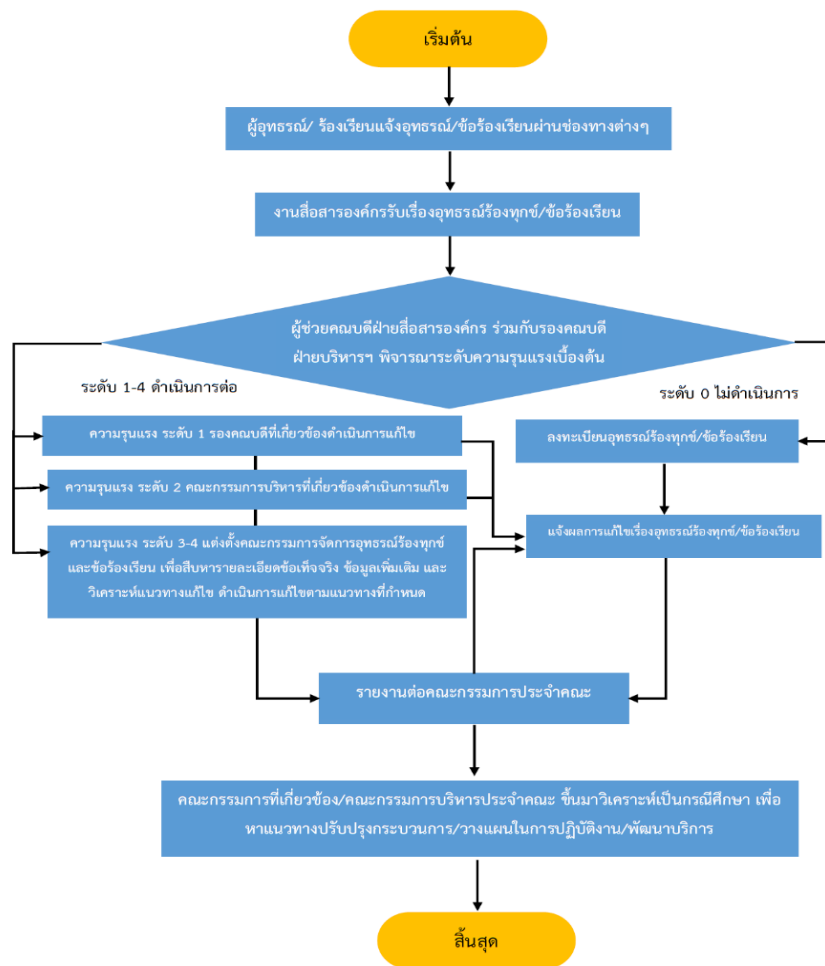 เริ่มต้น
ผู้อุทธรณ์/ ร้องเรียนแจ้งอุทธรณ์/ข้อร้องเรียนผ่านช่องทางต่างๆ
งานสื่อสารองค์กรรับเรื่องอุทธรณ์ร้องทุกข์/ข้อร้องเรียน
ผู้ช่วยคณบดีฝ่ายสื่อสารองค์กร ร่วมกับรองคณบดี
ฝ่ายบริหารฯ พิจารณาระดับความรุนแรงเบื้องต้น
ระดับ 1-4 ดำเนินการต่อ
ระดับ 0 ไม่ดำเนินการ
ความรุนแรง ระดับ 1 รองคณบดีที่เกี่ยวข้องดำเนินการแก้ไข
ลงทะเบียนอุทธรณ์ร้องทุกข์/ข้อร้องเรียน
ความรุนแรง ระดับ 2 คณะกรรมการบริหารที่เกี่ยวข้องดำเนินการแก้ไข
แจ้งผลการแก้ไขเรื่องอุทธรณ์ร้องทุกข์/ข้อร้องเรียน
ความรุนแรง ระดับ 3-4 แต่งตั้งคณะกรรมการจัดการอุทธรณ์ร้องทุกข์
และข้อร้องเรียน เพื่อสืบหารายละเอียดข้อเท็จจริง ข้อมูลเพิ่มเติม และ
วิเคราะห์แนวทางแก้ไข ดำเนินการแก้ไขตามแนวทางที่กำหนด
รายงานต่อคณะกรรมการประจำคณะ
คณะกรรมการที่เกี่ยวข้อง/คณะกรรมการบริหารประจำคณะ ขึ้นมาวิเคราะห์เป็นกรณีศึกษา เพื่อ
หาแนวทางปรับปรุงกระบวนการ/วางแผนในการปฏิบัติงาน/พัฒนาบริการ
สิ้นสุด